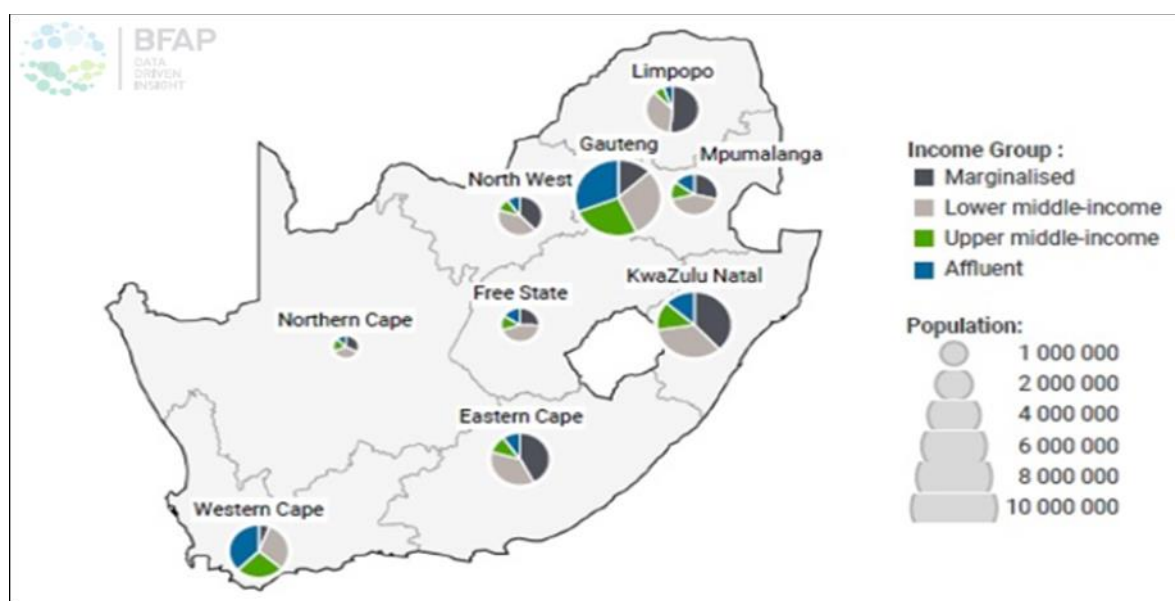 BFAP
DATA
DRIVEN
INSIGHT
Limpopo
Gauteng
Mpumalanga
North West
KwaZulu Natal
Free State
Northern Cape
Eastern Cape
Western Cape
Income Group :
Marginalised
Lower middle-income
Upper middle-income
Affluent
Population:
1 000 000
2 000 000
4 000 000
6 000 000
8 000 000
10 000 000